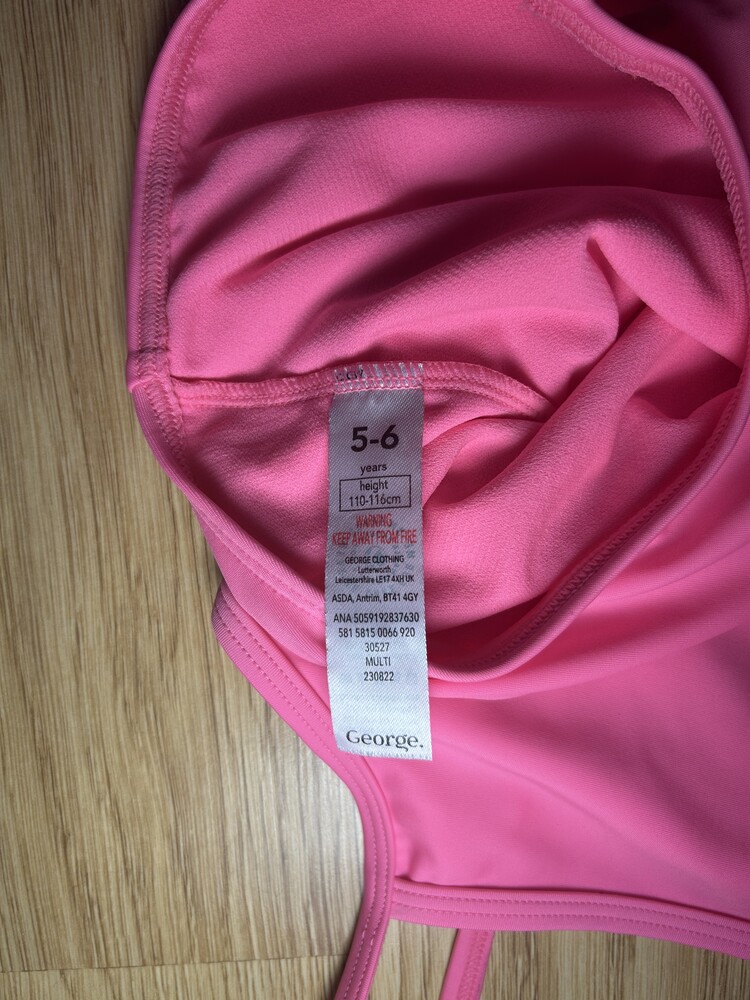 5-6
years
height
110-116cm
WARNING
KEEP AWAY FROM FIRE
GEORGE CLOTHING
Lutterworth
Leicestershire LE17 4XH UK
ASDA, Antrim, BT41 4GY
ANA 5059192837630
581 5815 0066 920
30527
MULTI
230822
George.